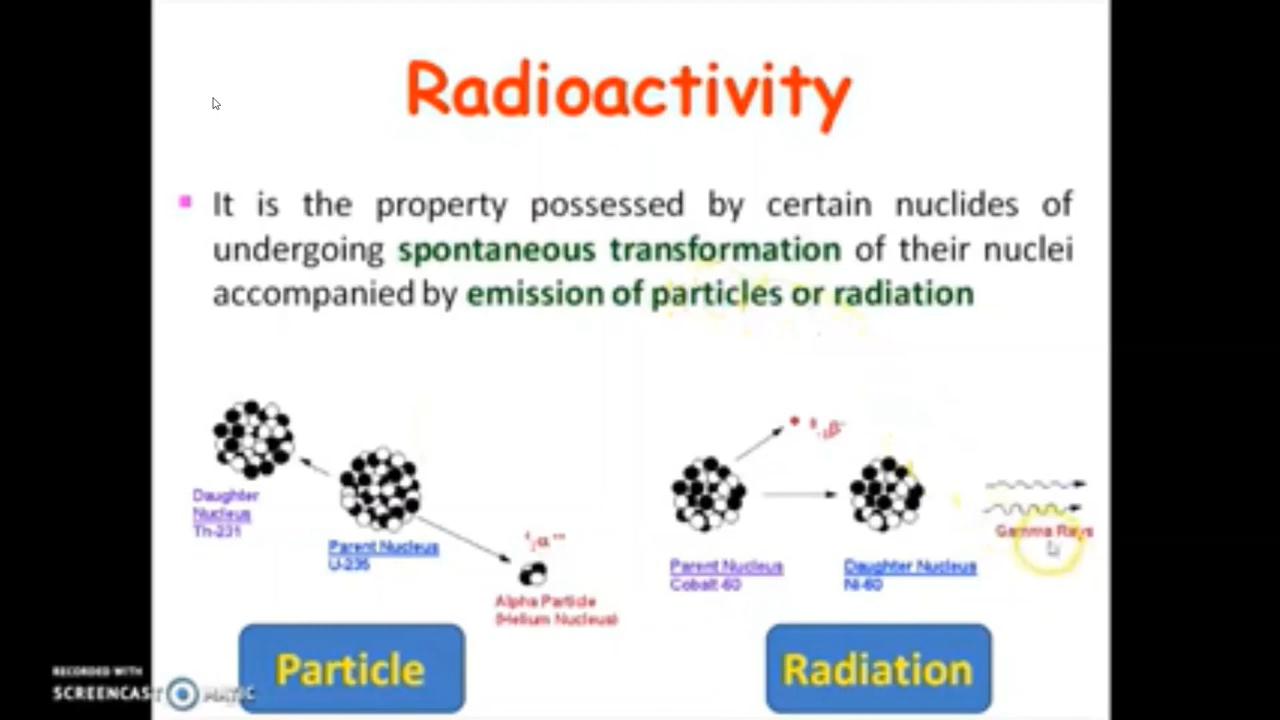 Radioactivity
It is the property possessed by certain nuclides of
undergoing spontaneous transformation of their nuclei
accompanied by emission of particles or radiation
Daughter
Nucleus
Th-231
Parent Nucleus
U-235
Alpha Particle
(Helium Nucleus)
Parent Nucleus
Cobalt-60
Daughter Nucleus
Ni-60
Gamma Rays
Particle
Radiation
RECORDED WITH
SCREENCAST MATIC